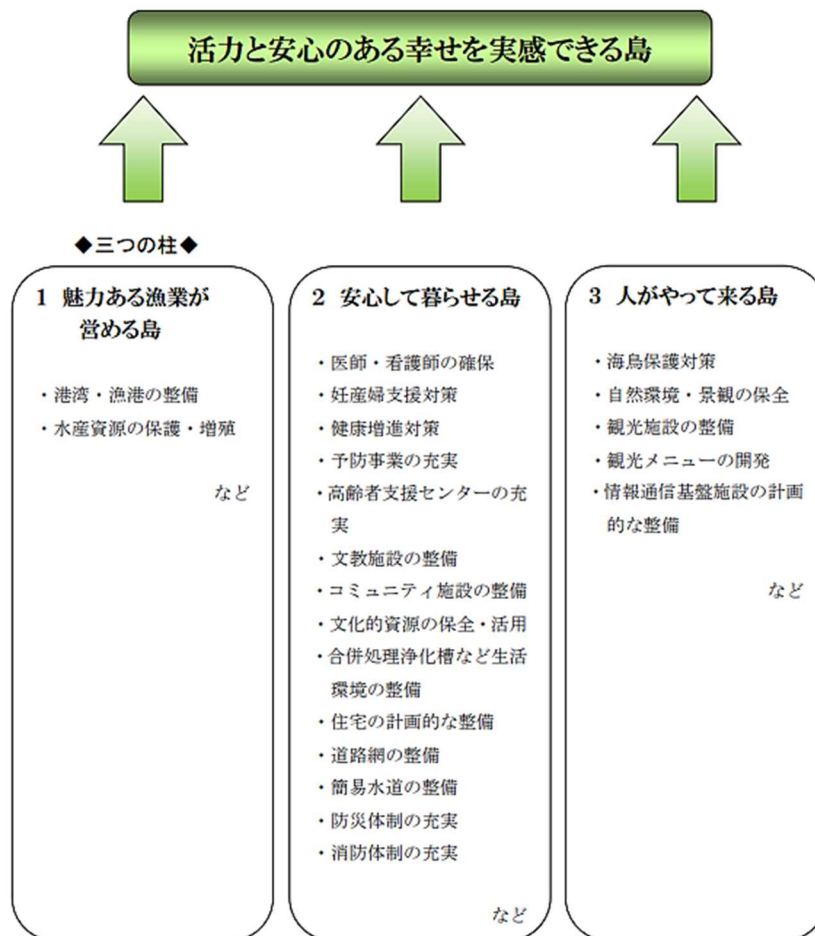 活力と安心のある幸せを実感できる島
◆三つの柱◆
1 魅力ある漁業が
営める島
・港湾・漁港の整備
・水産資源の保護・増殖
など
2 安心して暮らせる島
・医師・看護師の確保
・妊産婦支援対策
・健康増進対策
・予防事業の充実
・高齢者支援センターの充
実
・文教施設の整備
・コミュニティ施設の整備
・文化的資源の保全・活用
・合併処理浄化槽など生活
環境の整備
・住宅の計画的な整備
・道路網の整備
・簡易水道の整備
・防災体制の充実
・消防体制の充実
など
3 人がやって来る島
・海鳥保護対策
・自然環境・景観の保全
・観光施設の整備
・観光メニューの開発
・情報通信基盤施設の計画
的な整備
など